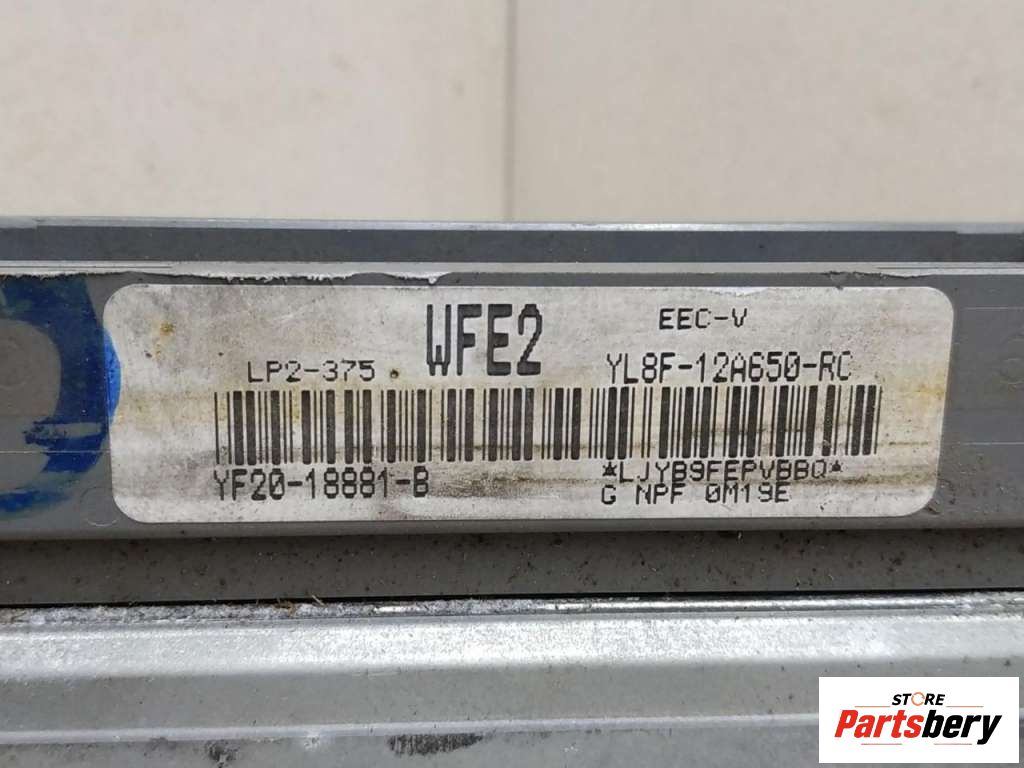 WFE2
EEC-V
LP2-375
YL8F-12A650-RC
YF20-18881-B
*LJYB9FEPVBBQ*
G NPF 0M19E
STORE
Partsbery